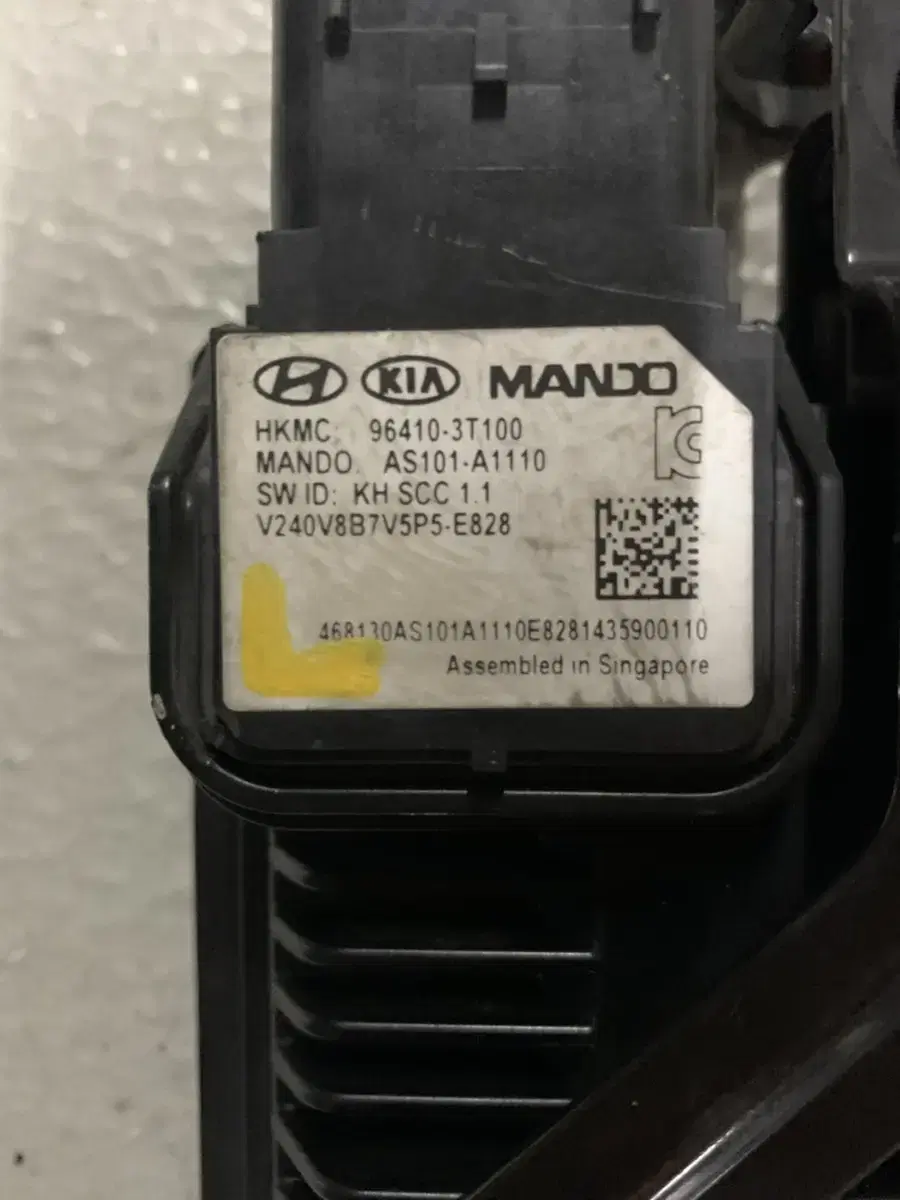 KIA MANDO
HKMC: 96410-3T100
MANDO. AS101-A1110
SW ID: KH SCC 1.1
V240V8B7V5P5-E828
468130AS101A1110E8281435900110
Assembled in Singapore